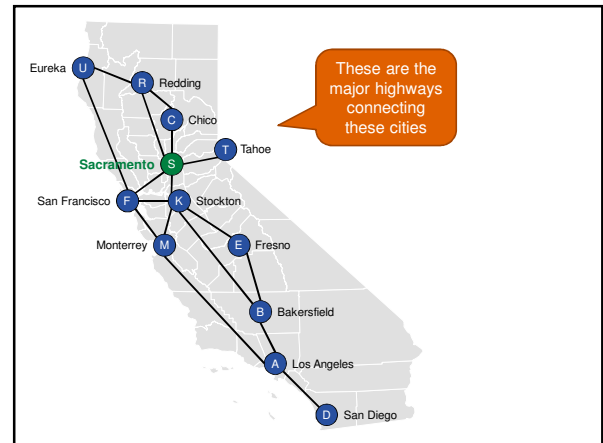 These are the
major highways
connecting
these cities
Eureka U
R Redding
C Chico
T Tahoe
Sacramento S
San Francisco F
K Stockton
Monterrey M
E Fresno
B Bakersfield
A Los Angeles
D San Diego